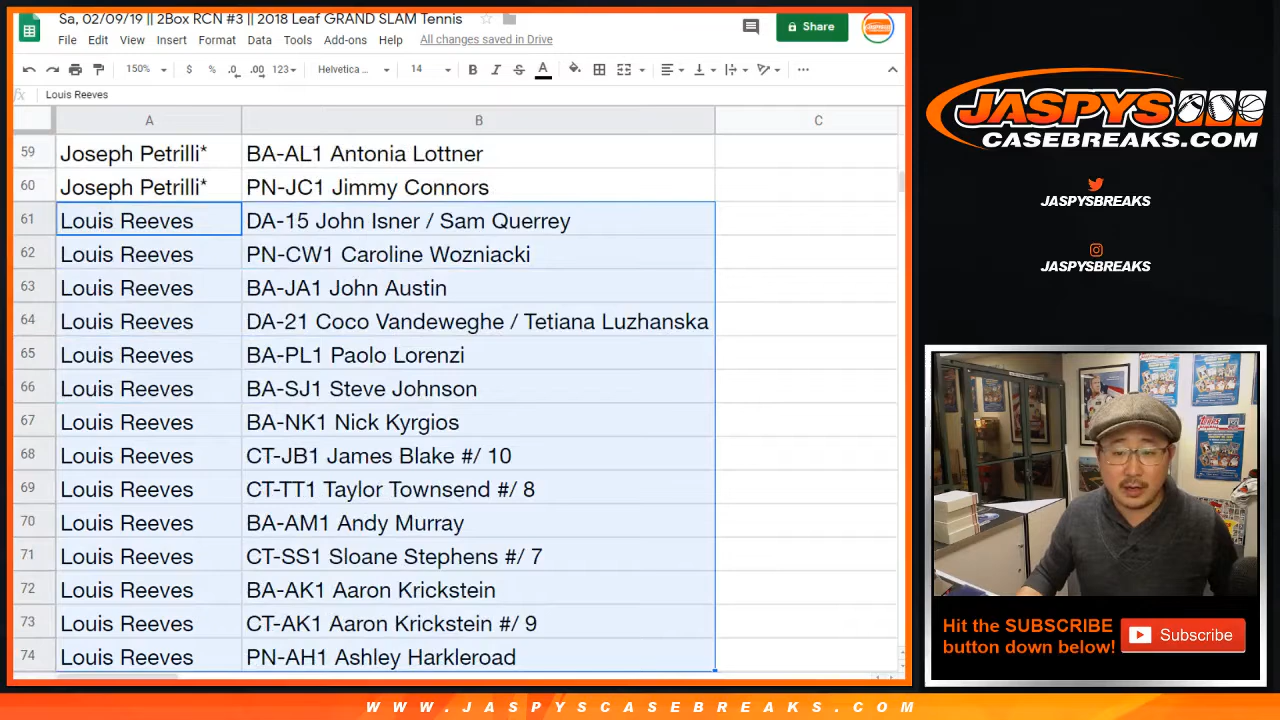 Sa, 02/09/19 || 2Box RCN #3 || 2018 Leaf GRAND SLAM Tennis
File Edit View Insert Format Data Tools Add-ons Help All changes saved in Drive
Share
150% $ % .0 .00 123 Helvetica ... 14 B I S A
fx Louis Reeves
A B C
59 Joseph Petrilli* BA-AL1 Antonia Lottner
60 Joseph Petrilli* PN-JC1 Jimmy Connors
61 Louis Reeves DA-15 John Isner / Sam Querrey
62 Louis Reeves PN-CW1 Caroline Wozniacki
63 Louis Reeves BA-JA1 John Austin
64 Louis Reeves DA-21 Coco Vandeweghe / Tetiana Luzhanska
65 Louis Reeves BA-PL1 Paolo Lorenzi
66 Louis Reeves BA-SJ1 Steve Johnson
67 Louis Reeves BA-NK1 Nick Kyrgios
68 Louis Reeves CT-JB1 James Blake #/ 10
69 Louis Reeves CT-TT1 Taylor Townsend #/ 8
70 Louis Reeves BA-AM1 Andy Murray
71 Louis Reeves CT-SS1 Sloane Stephens #/ 7
72 Louis Reeves BA-AK1 Aaron Krickstein
73 Louis Reeves CT-AK1 Aaron Krickstein #/ 9
74 Louis Reeves PN-AH1 Ashley Harkleroad
JASPYS
CASEBREAKS.COM
JASPYSBREAKS
JASPYSBREAKS
Hit the SUBSCRIBE
button down below!
Subscribe
WWW.JASPYSCASEBREAKS.COM